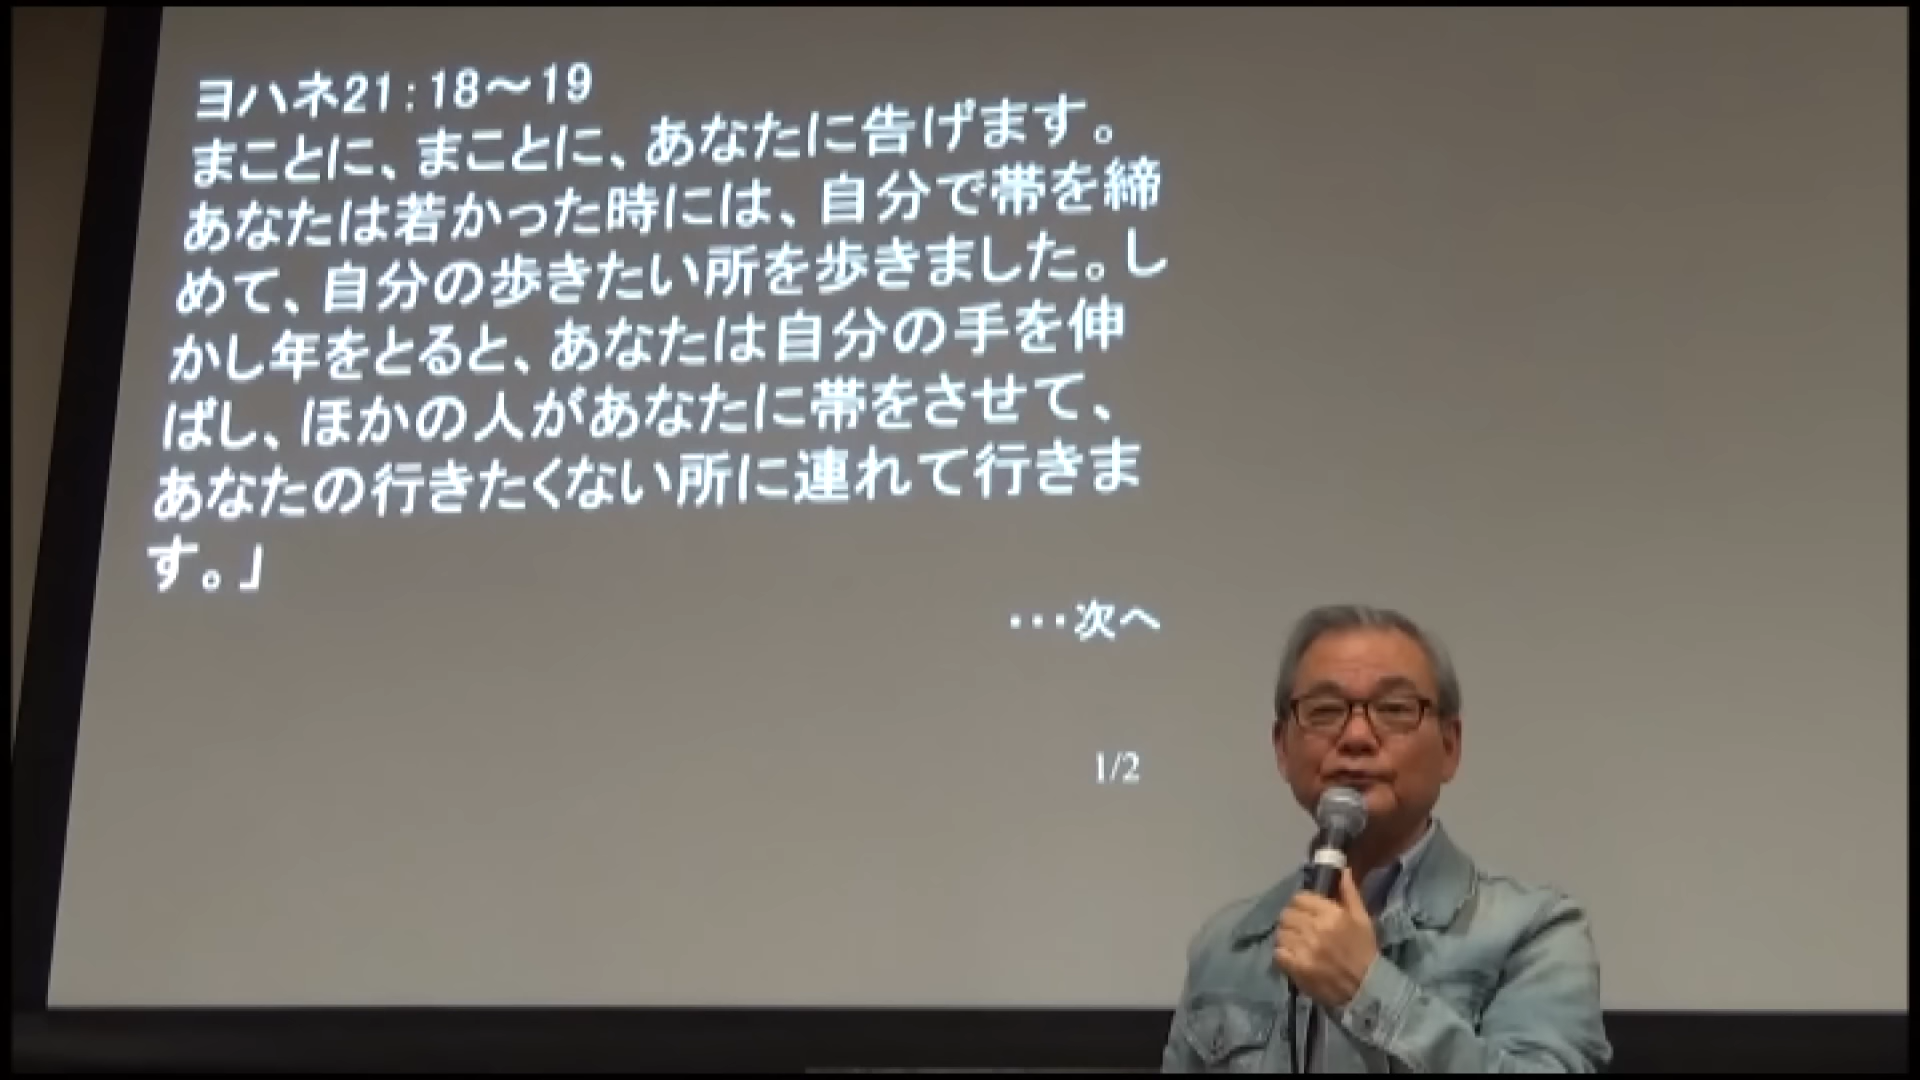 ヨハネ21：18～19
まことに、まことに、あなたに告げます。
あなたは若かった時には、自分で帯を締
めて、自分の歩きたい所を歩きました。し
かし年をとると、あなたは自分の手を伸
ばし、ほかの人があなたに帯をさせて、
あなたの行きたくない所に連れて行きま
す。」
・・・次へ
1/2